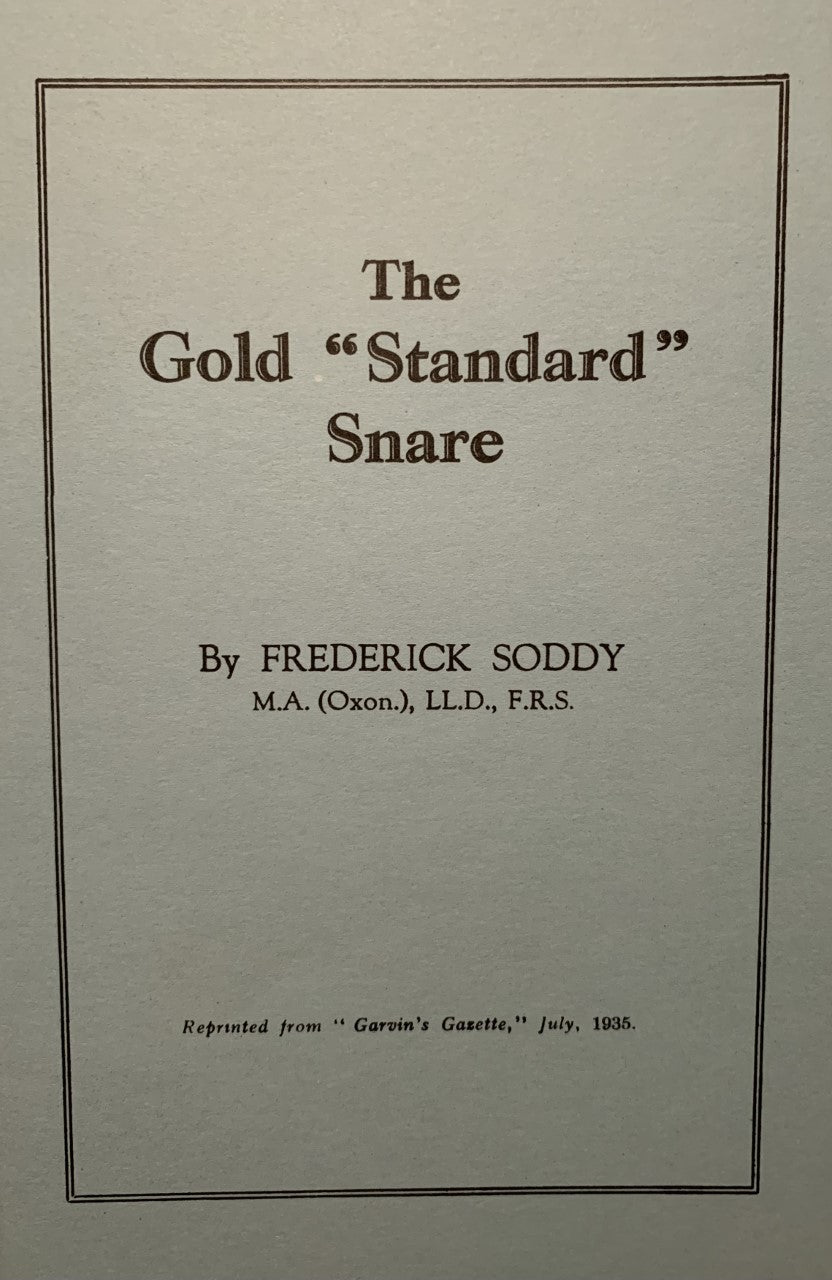 The
Gold “Standard”
Snare
By FREDERICK SODDY
M.A. (Oxon.), LL.D., F.R.S.
Reprinted from “Garvin's Gazette,” July, 1935.